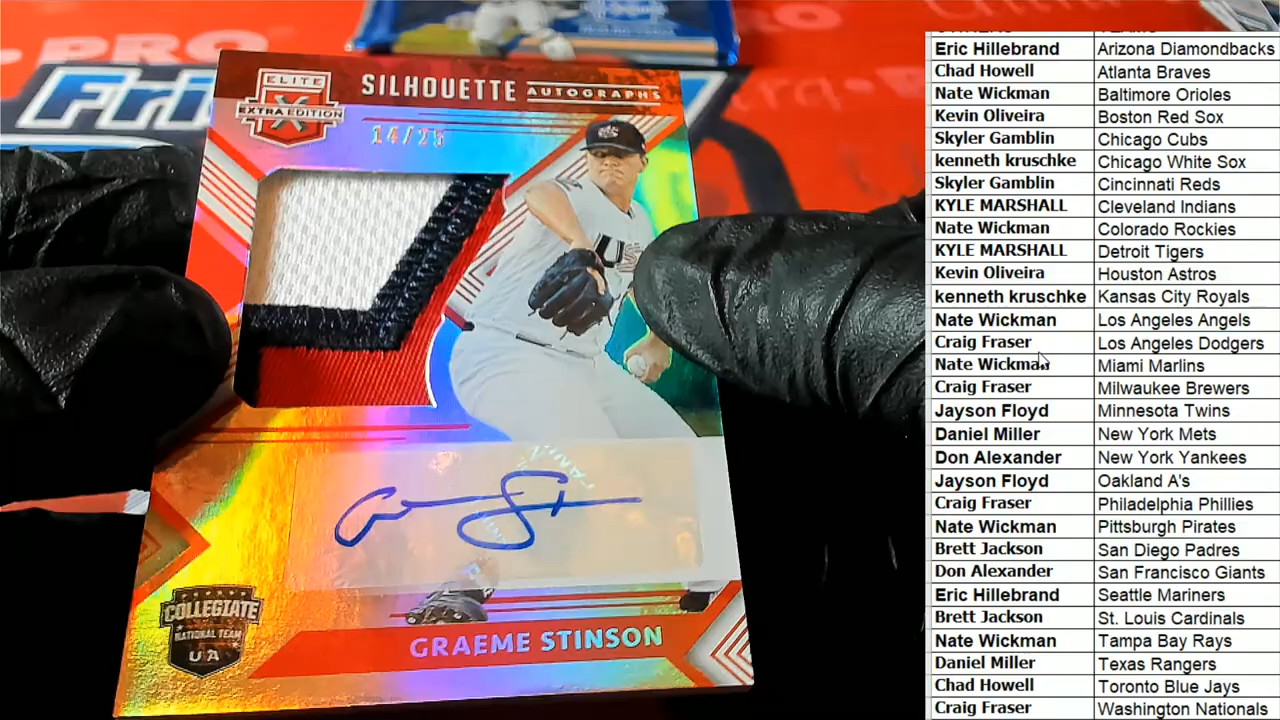 PRO
Fri
ELITE
EXTRA EDITION
X
SILHOUETTE AUTOGRAPHS
14/25
US
COLLEGIATE
NATIONAL TEAM
USA
GRAEME STINSON
Eric Hillebrand Arizona Diamondbacks
Chad Howell Atlanta Braves
Nate Wickman Baltimore Orioles
Kevin Oliveira Boston Red Sox
Skyler Gamblin Chicago Cubs
kenneth kruschke Chicago White Sox
Skyler Gamblin Cincinnati Reds
KYLE MARSHALL Cleveland Indians
Nate Wickman Colorado Rockies
KYLE MARSHALL Detroit Tigers
Kevin Oliveira Houston Astros
kenneth kruschke Kansas City Royals
Nate Wickman Los Angeles Angels
Craig Fraser Los Angeles Dodgers
Nate Wickman Miami Marlins
Craig Fraser Milwaukee Brewers
Jayson Floyd Minnesota Twins
Daniel Miller New York Mets
Don Alexander New York Yankees
Jayson Floyd Oakland A's
Craig Fraser Philadelphia Phillies
Nate Wickman Pittsburgh Pirates
Brett Jackson San Diego Padres
Don Alexander San Francisco Giants
Eric Hillebrand Seattle Mariners
Brett Jackson St. Louis Cardinals
Nate Wickman Tampa Bay Rays
Daniel Miller Texas Rangers
Chad Howell Toronto Blue Jays
Craig Fraser Washington Nationals